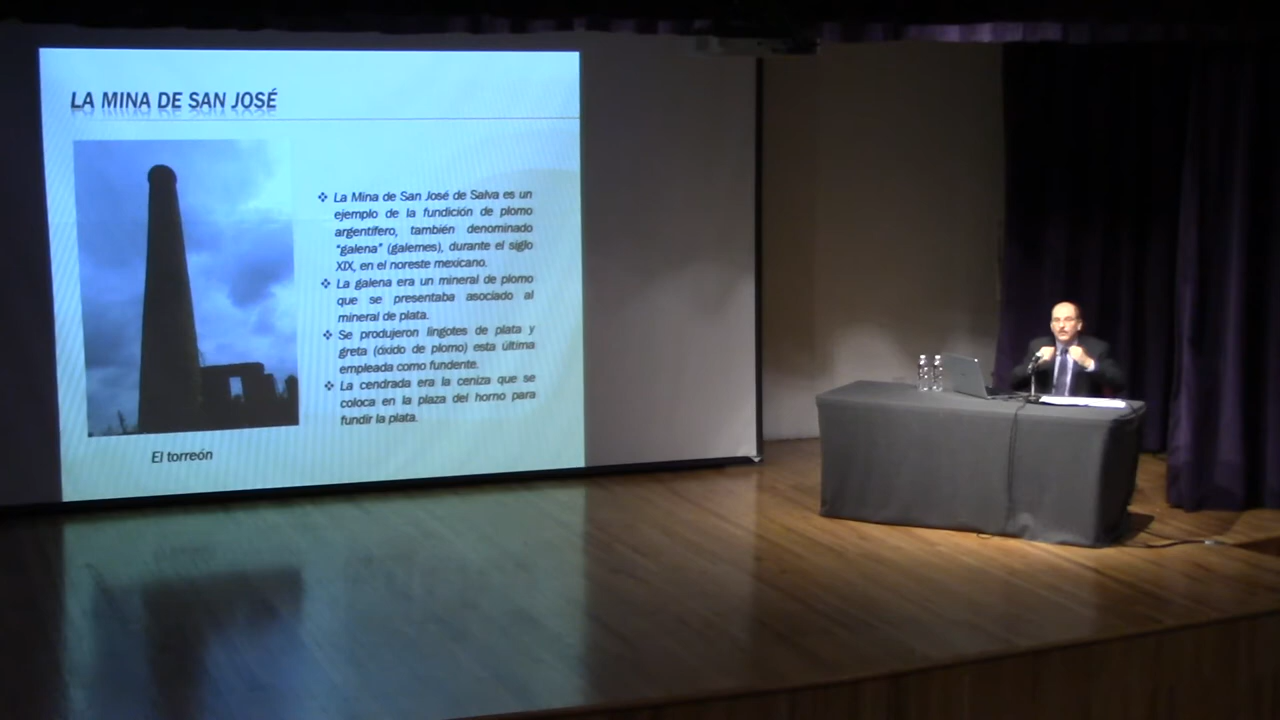 LA MINA DE SAN JOSÉ
❖ La Mina de San José de Salva es un
ejemplo de la fundición de plomo
argentífero, también denominado
"galena" (galemes), durante el siglo
XIX, en el noreste mexicano.
❖ La galena era un mineral de plomo
que se presentaba asociado al
mineral de plata.
❖ Se produjeron lingotes de plata y
greta (óxido de plomo) esta última
empleada como fundente.
❖ La cendrada era la ceniza que se
coloca en la plaza del horno para
fundir la plata.
El torreón